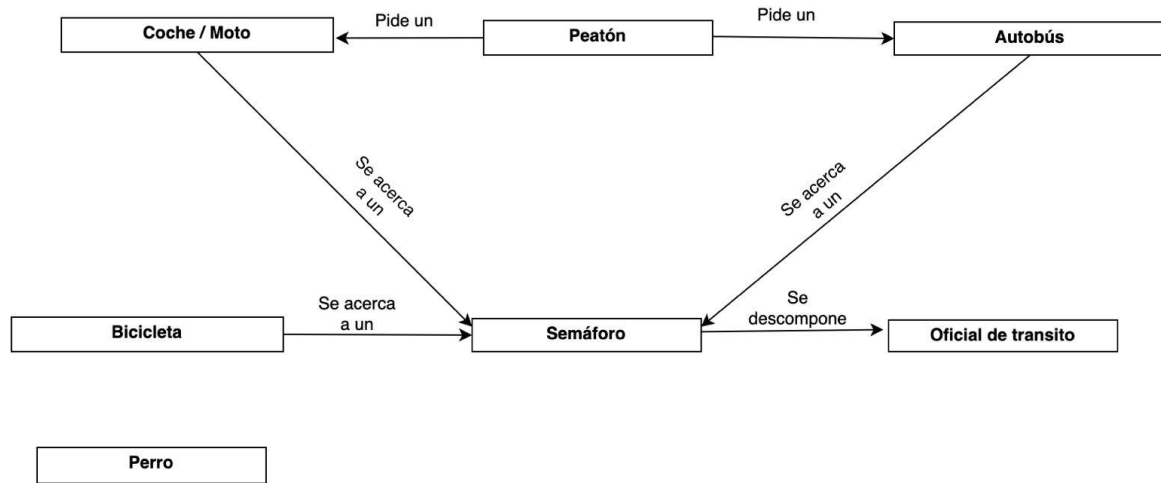 Pide un
Pide un
Coche / Moto
Peatón
Autobús
Se acerca
a un
Se acerca
a un
Se acerca
a un
Se
descompone
Bicicleta
Semáforo
Oficial de transito
Perro